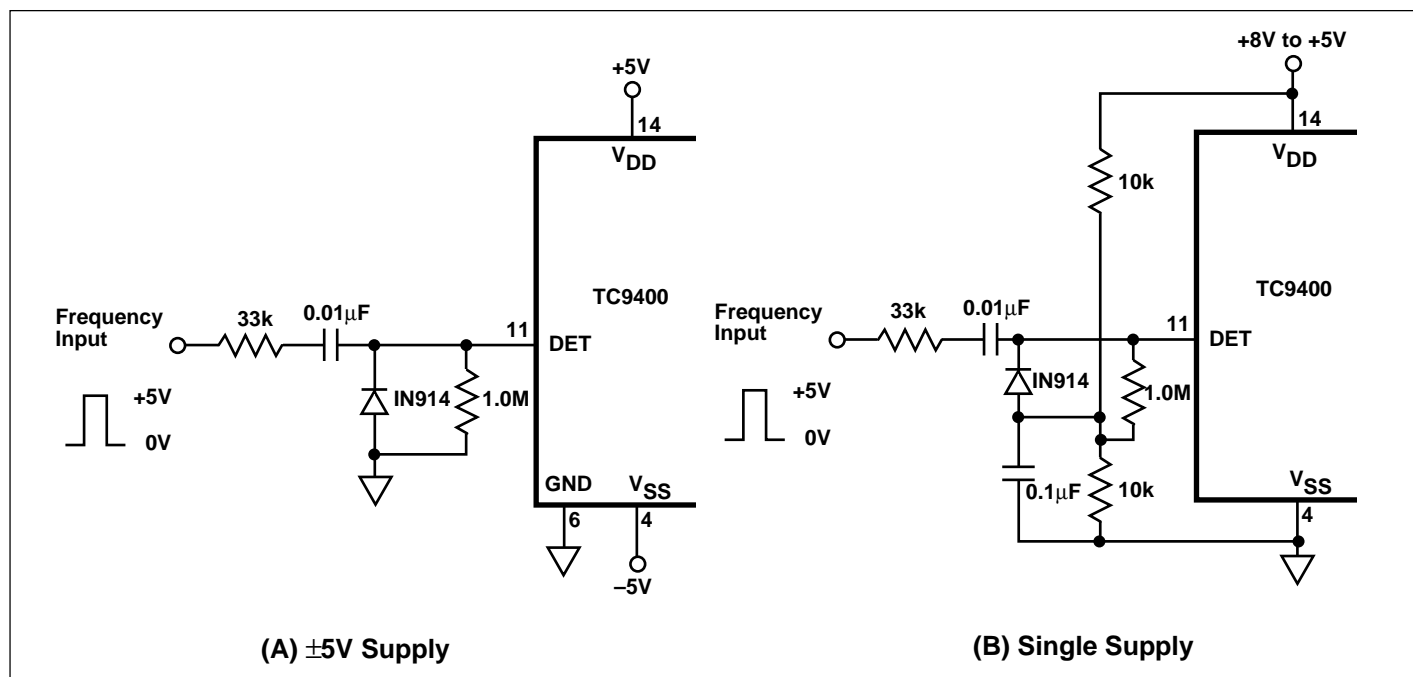 +5V
14
VDD
TC9400
Frequency
Input
33k
0.01μF
11
DET
+5V
0V
IN914
1.0M
GND
VSS
6
4
–5V
(A) ±5V Supply
+8V to +5V
14
VDD
10k
TC9400
Frequency
Input
33k
0.01μF
11
DET
+5V
0V
IN914
1.0M
0.1μF
10k
VSS
4
(B) Single Supply